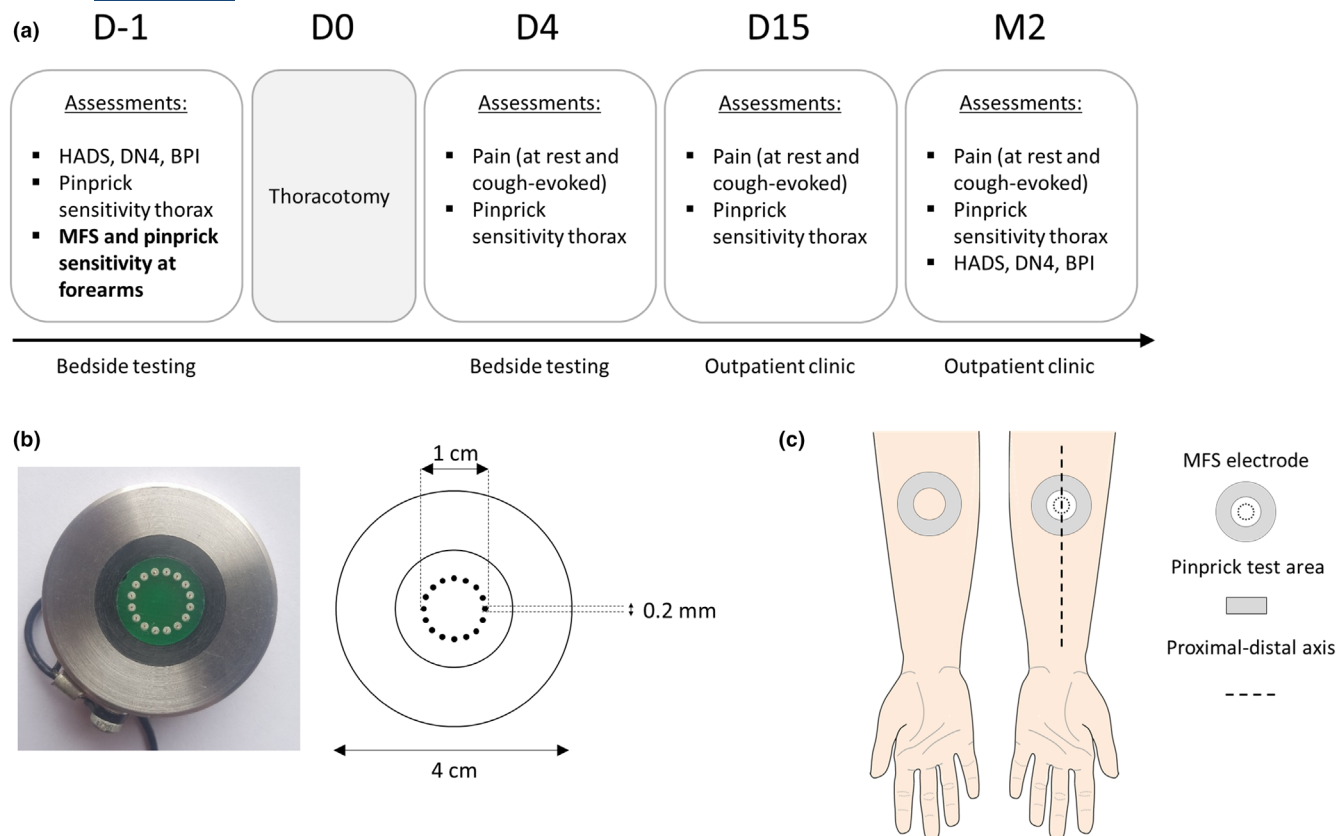 (a)
D-1
D0
D4
D15
M2
Assessments:
▪ HADS, DN4, BPI
▪ Pinprick
sensitivity thorax
▪ MFS and pinprick
sensitivity at
forearms
Thoracotomy
Assessments:
▪ Pain (at rest and
cough-evoked)
▪ Pinprick
sensitivity thorax
Assessments:
▪ Pain (at rest and
cough-evoked)
▪ Pinprick
sensitivity thorax
Assessments:
▪ Pain (at rest and
cough-evoked)
▪ Pinprick
sensitivity thorax
▪ HADS, DN4, BPI
Bedside testing
Bedside testing
Outpatient clinic
Outpatient clinic
(b)
1 cm
0.2 mm
4 cm
(c)
MFS electrode
Pinprick test area
Proximal-distal axis